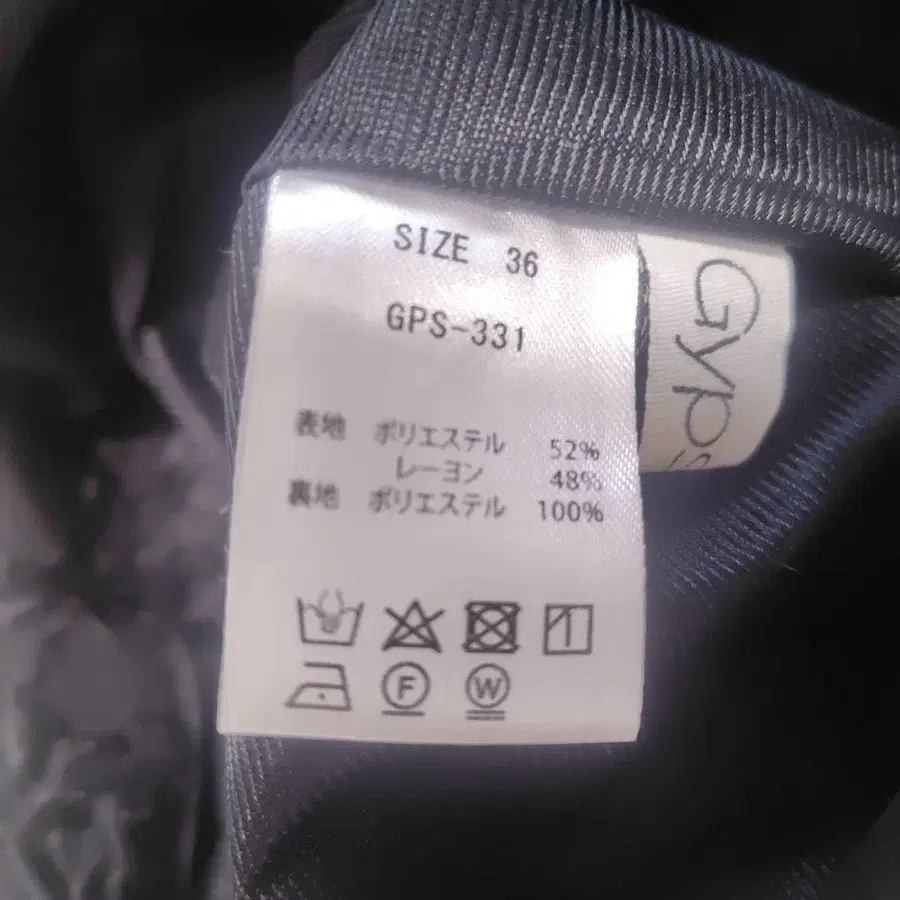 SIZE 36
GPS-331
表地 ポリエステル 52%
レーヨン 48%
裏地 ポリエステル 100%
F W
Gyps